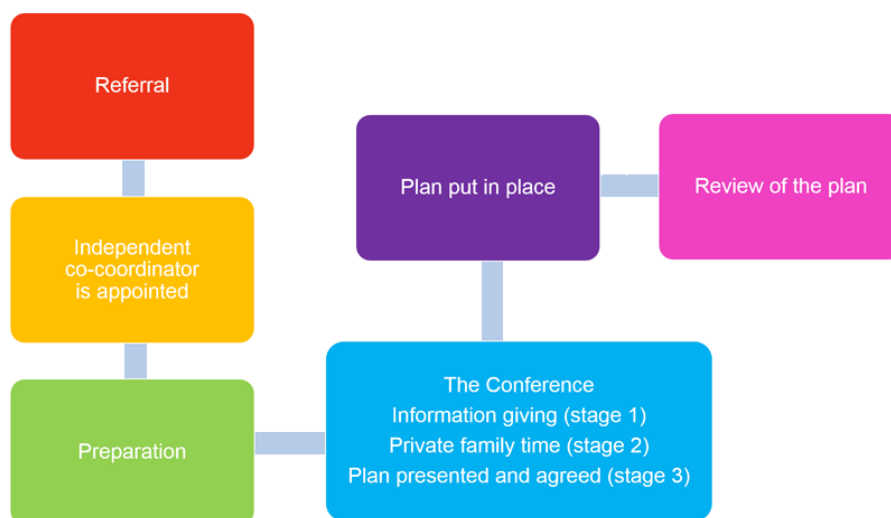 Referral
Independent
co-coordinator
is appointed
Preparation
The Conference
Information giving (stage 1)
Private family time (stage 2)
Plan presented and agreed (stage 3)
Plan put in place
Review of the plan